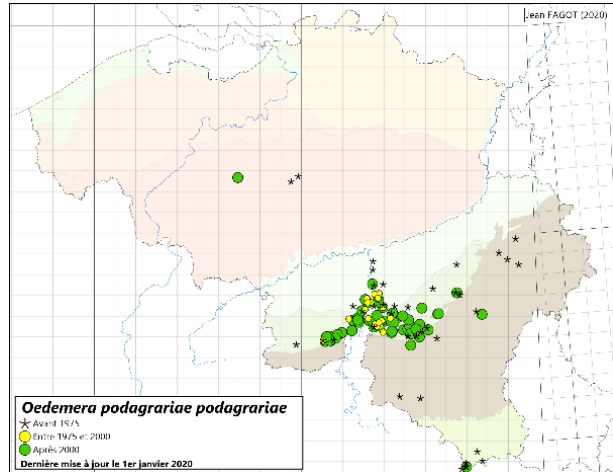 Jean FAGOT (2020)
Oedemera podagrariae podagrariae
Avant 1975
Entre 1975 et 2000
Après 2000
Dernière mise à jour le 1er janvier 2020